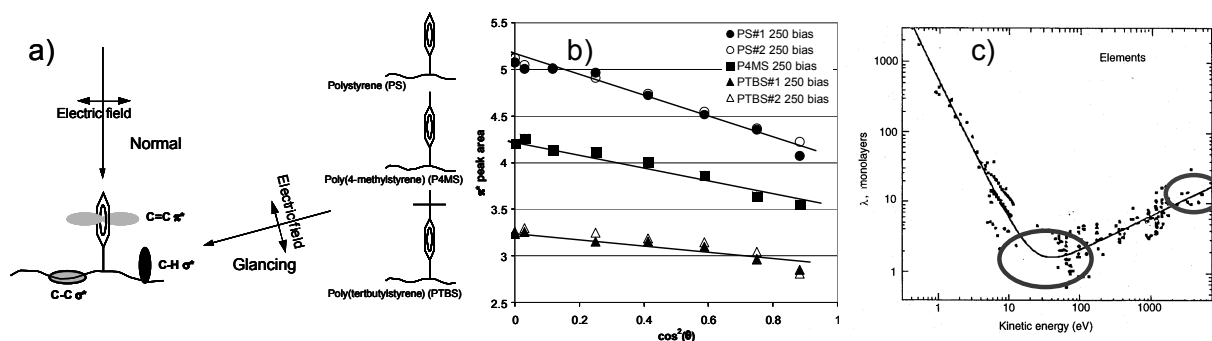 a)
Electric field
Normal
C=C π*
C-H σ*
C-C σ*
Electric field
Glancing
Polystyrene (PS)
Poly(4-methylstyrene) (P4MS)
Poly(tertbutylstyrene) (PTBS)
b)
PS#1 250 bias
PS#2 250 bias
P4MS 250 bias
PTBS#1 250 bias
PTBS#2 250 bias
π* peak area
5.5
5
4.5
4
3.5
3
2.5
0 0.2 0.4 0.6 0.8 1
cos²(θ)
c)
Elements
λ, monolayers
1000
100
10
1
1 10 100 1000
Kinetic energy (eV)